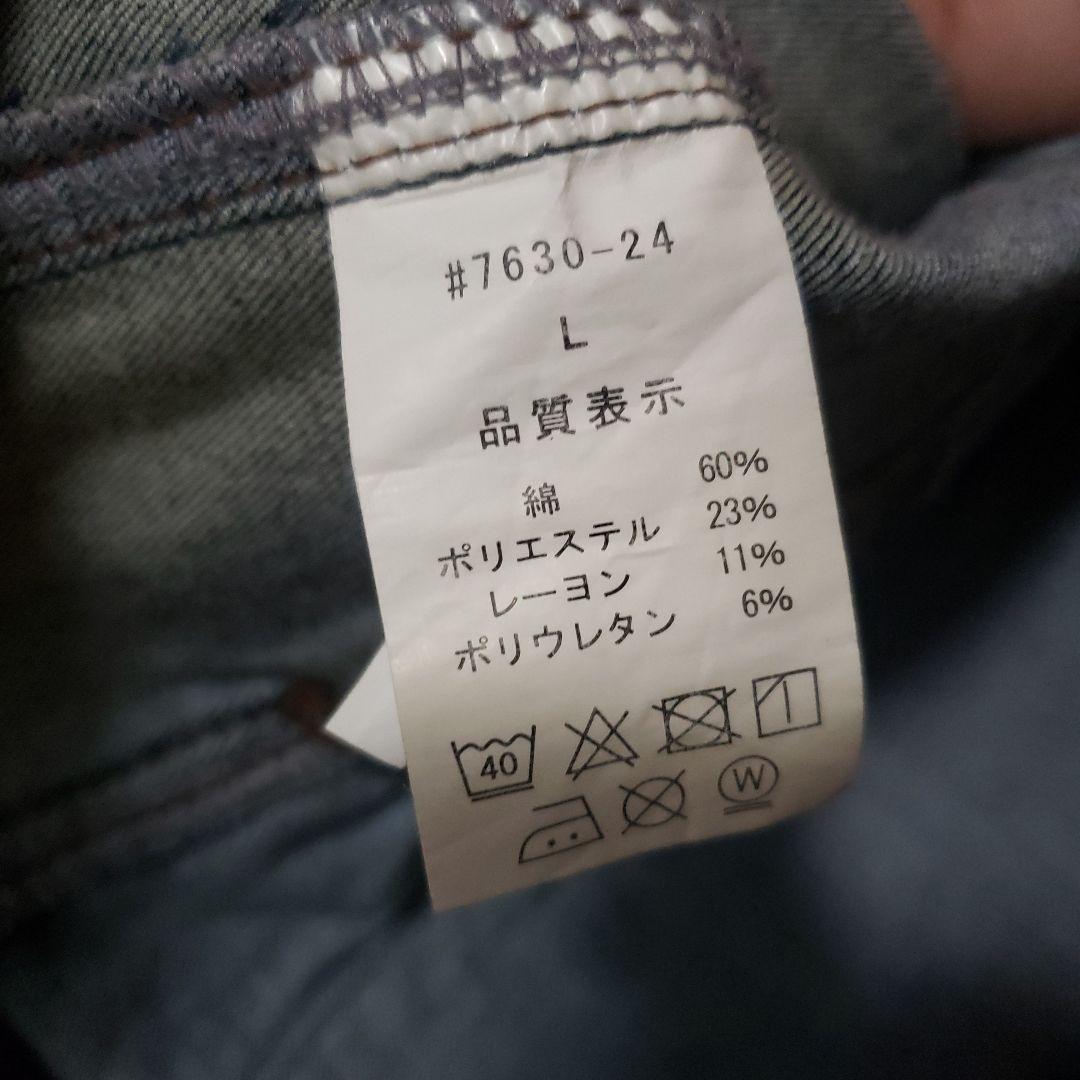 #7630-24
L
品質表示
綿 60%
ポリエステル 23%
レーヨン 11%
ポリウレタン 6%
40
W